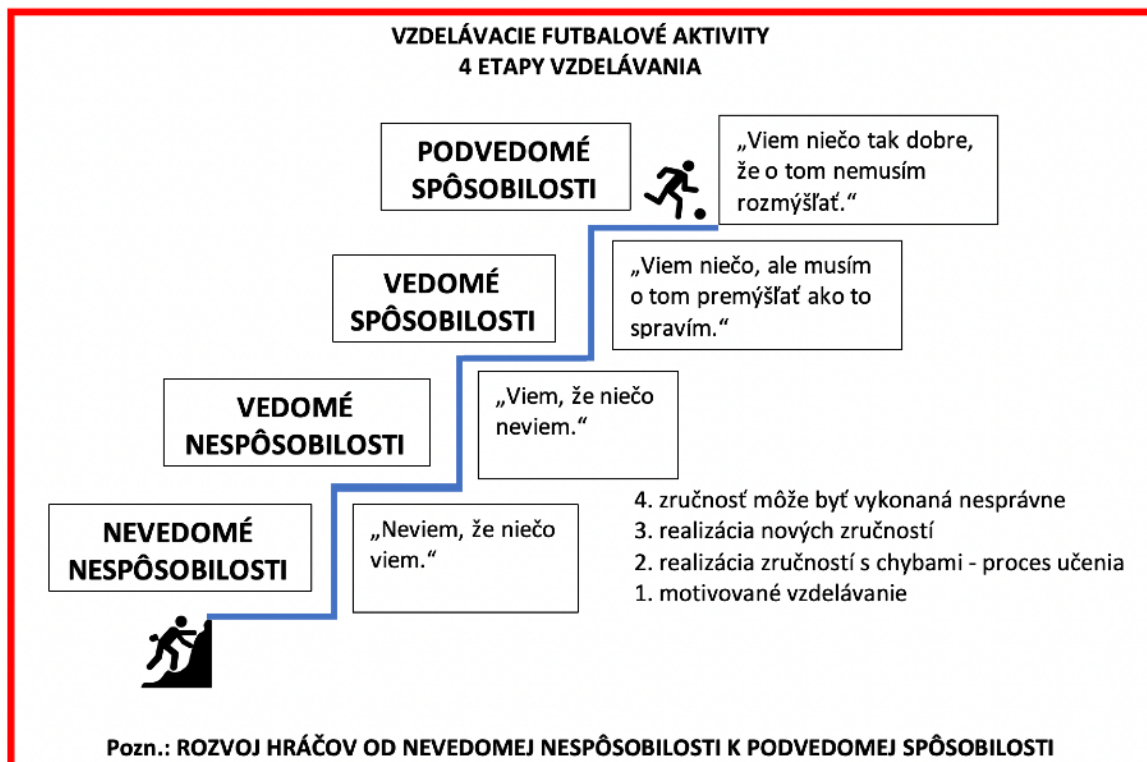 VZDELÁVACIE FUTBALOVÉ AKTIVITY
4 ETAPY VZDELÁVANIA
PODVEDOMÉ
SPÔSOBILOSTI
„Viem niečo tak dobre,
že o tom nemusím
rozmýšľať.“
VEDOMÉ
SPÔSOBILOSTI
„Viem niečo, ale musím
o tom premýšľať ako to
spravím.“
VEDOMÉ
NESPÔSOBILOSTI
„Viem, že niečo
neviem.“
NEVEDOMÉ
NESPÔSOBILOSTI
„Neviem, že niečo
viem.“
4. zručnosť môže byť vykonaná nesprávne
3. realizácia nových zručností
2. realizácia zručností s chybami - proces učenia
1. motivované vzdelávanie
Pozn.: ROZVOJ HRÁČOV OD NEVEDOMEJ NESPÔSOBILOSTI K PODVEDOMEJ SPÔSOBILOSTI